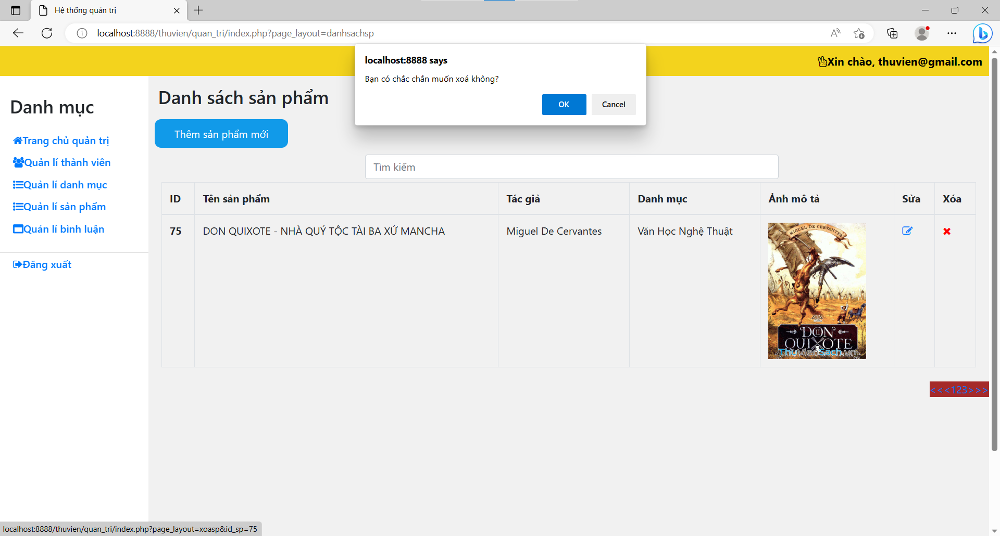 Hệ thống quản trị
localhost:8888/thuvien/quan_tri/index.php?page_layout=danhsachsp
localhost:8888 says
Bạn có chắc chắn muốn xoá không?
OK
Cancel
Xin chào, thuvien@gmail.com
Danh mục
Trang chủ quản trị
Quản lí thành viên
Quản lí danh mục
Quản lí sản phẩm
Quản lí bình luận
Đăng xuất
Danh sách sản phẩm
Thêm sản phẩm mới
Tìm kiếm
ID Tên sản phẩm Tác giả Danh mục Ảnh mô tả Sửa Xóa
75 DON QUIXOTE - NHÀ QUÝ TỘC TÀI BA XỨ MANCHA Miguel De Cervantes Văn Học Nghệ Thuật
MIGUEL DE CERVANTES
DON
II
QUIXOTE
ThuVienSach.vn
<<<123>>>
localhost:8888/thuvien/quan_tri/index.php?page_layout=xoasp&id_sp=75